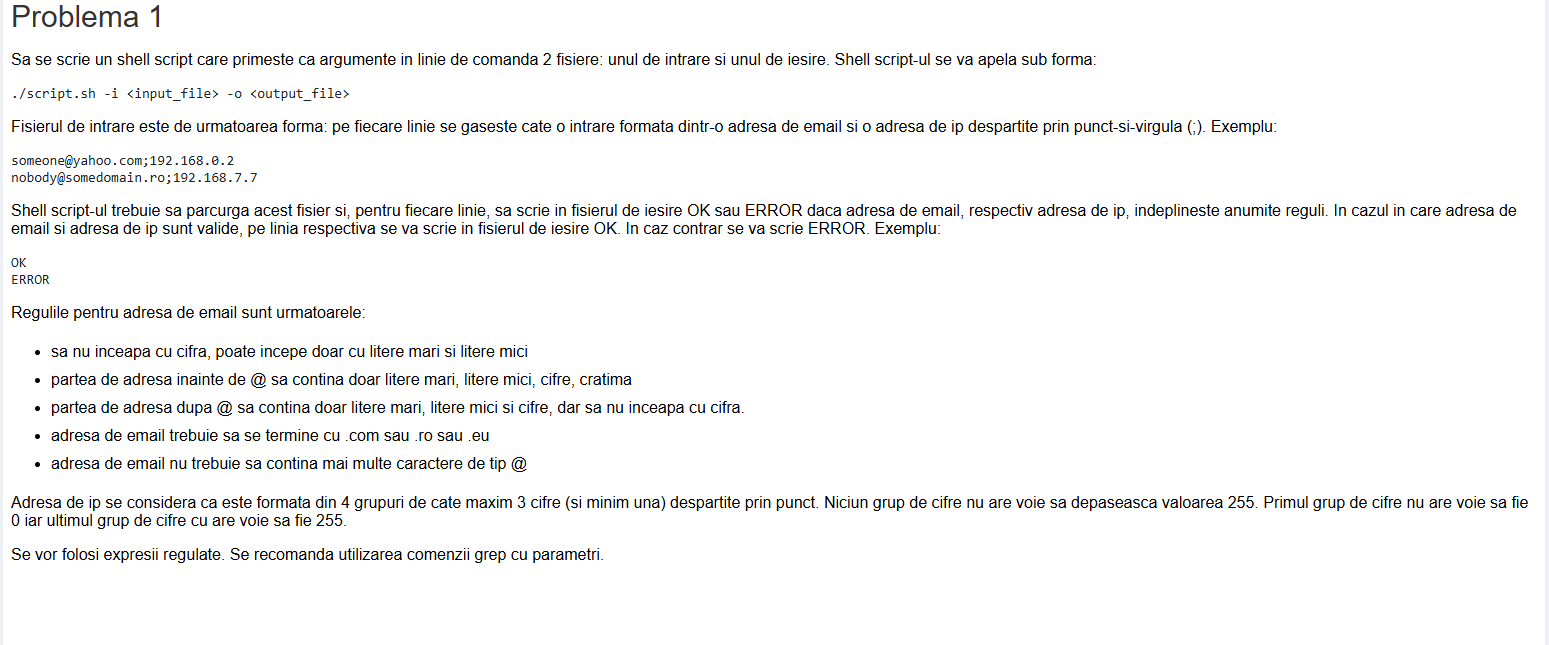 Problema 1
Sa se scrie un shell script care primeste ca argumente in linie de comanda 2 fisiere: unul de intrare si unul de iesire. Shell script-ul se va apela sub forma:
./script.sh -i <input_file> -o <output_file>
Fisierul de intrare este de urmatoarea forma: pe fiecare linie se gaseste cate o intrare formata dintr-o adresa de email si o adresa de ip despartite prin punct-si-virgula (;). Exemplu:
someone@yahoo.com;192.168.0.2
nobody@somedomain.ro;192.168.7.7
Shell script-ul trebuie sa parcurga acest fisier si, pentru fiecare linie, sa scrie in fisierul de iesire OK sau ERROR daca adresa de email, respectiv adresa de ip, indeplineste anumite reguli. In cazul in care adresa de
email si adresa de ip sunt valide, pe linia respectiva se va scrie in fisierul de iesire OK. In caz contrar se va scrie ERROR. Exemplu:
OK
ERROR
Regulile pentru adresa de email sunt urmatoarele:
• sa nu inceapa cu cifra, poate incepe doar cu litere mari si litere mici
• partea de adresa inainte de @ sa contina doar litere mari, litere mici, cifre, cratima
• partea de adresa dupa @ sa contina doar litere mari, litere mici si cifre, dar sa nu inceapa cu cifra.
• adresa de email trebuie sa se termine cu .com sau .ro sau .eu
• adresa de email nu trebuie sa contina mai multe caractere de tip @
Adresa de ip se considera ca este formata din 4 grupuri de cate maxim 3 cifre (si minim una) despartite prin punct. Niciun grup de cifre nu are voie sa depaseasca valoarea 255. Primul grup de cifre nu are voie sa fie
0 iar ultimul grup de cifre cu are voie sa fie 255.
Se vor folosi expresii regulate. Se recomanda utilizarea comenzii grep cu parametri.